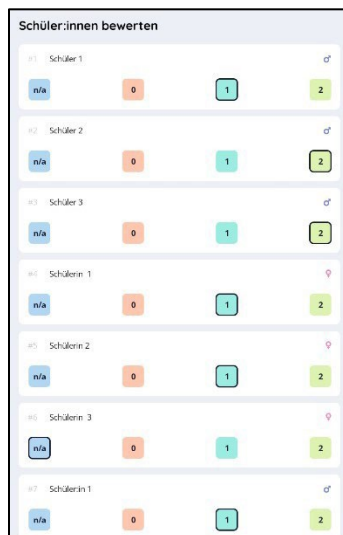 Schüler:innen bewerten
#1 Schüler 1 ♂
n/a 0 1 2
#2 Schüler 2 ♂
n/a 0 1 2
#3 Schüler 3 ♂
n/a 0 1 2
#4 Schülerin 1 ♀
n/a 0 1 2
#5 Schülerin 2 ♀
n/a 0 1 2
#6 Schülerin 3 ♀
n/a 0 1 2
#7 Schüler:in 1 ♂
n/a 0 1 2